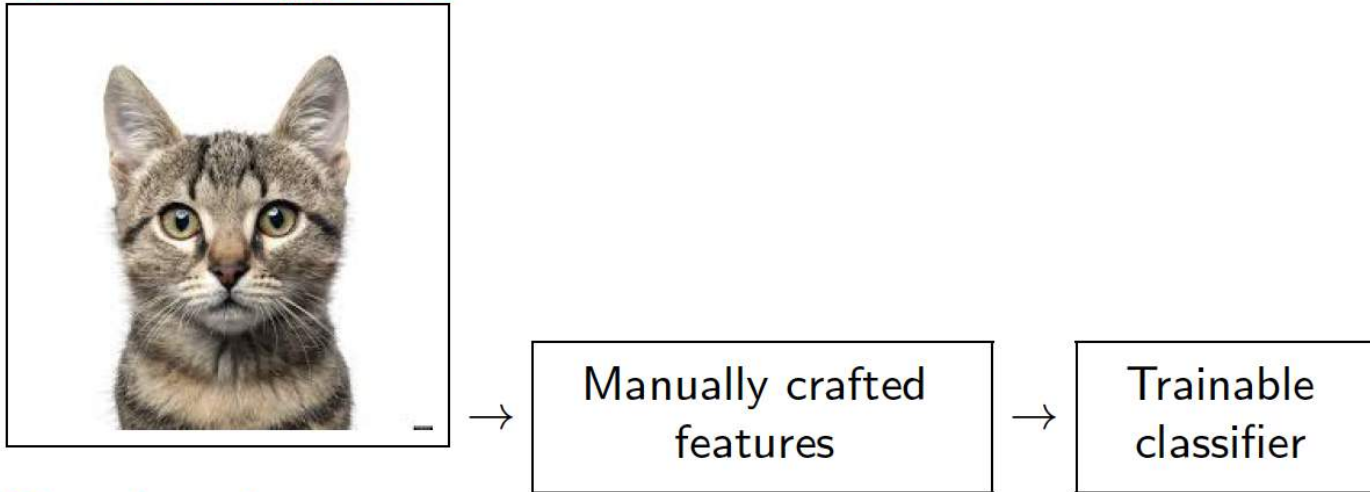 → Manually crafted features → Trainable classifier